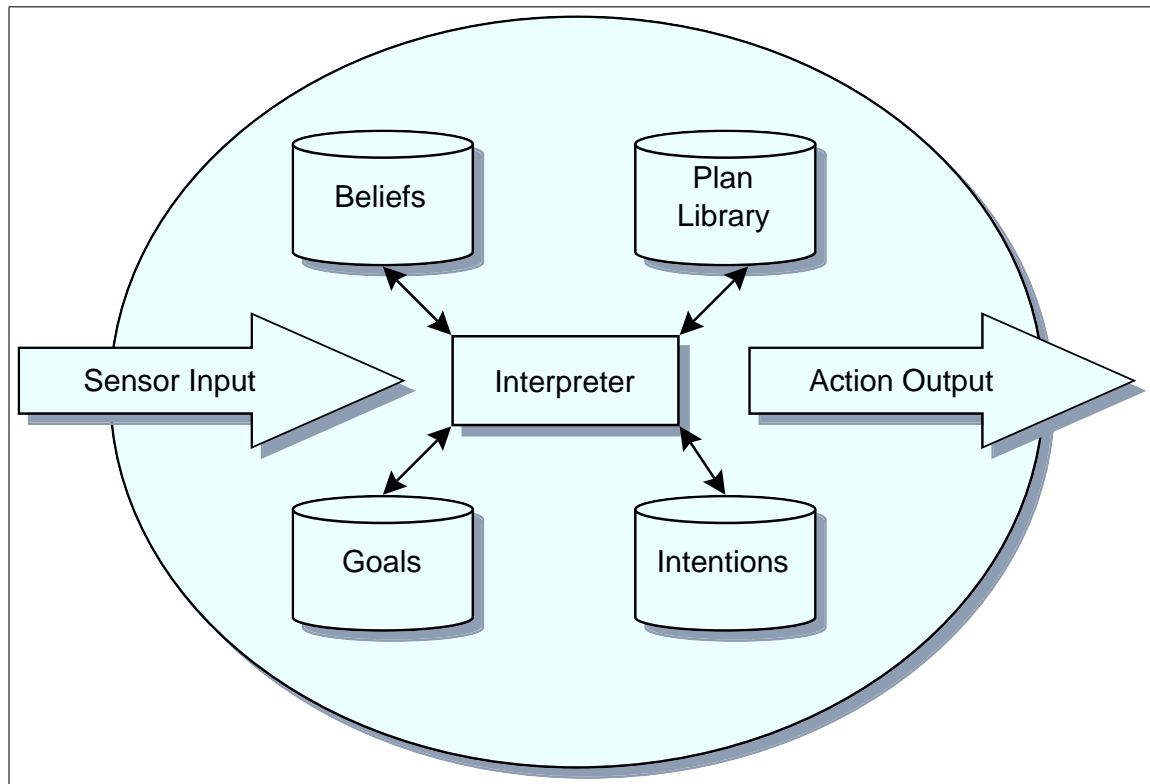 Beliefs
Plan
Library
Sensor Input
Interpreter
Action Output
Goals
Intentions